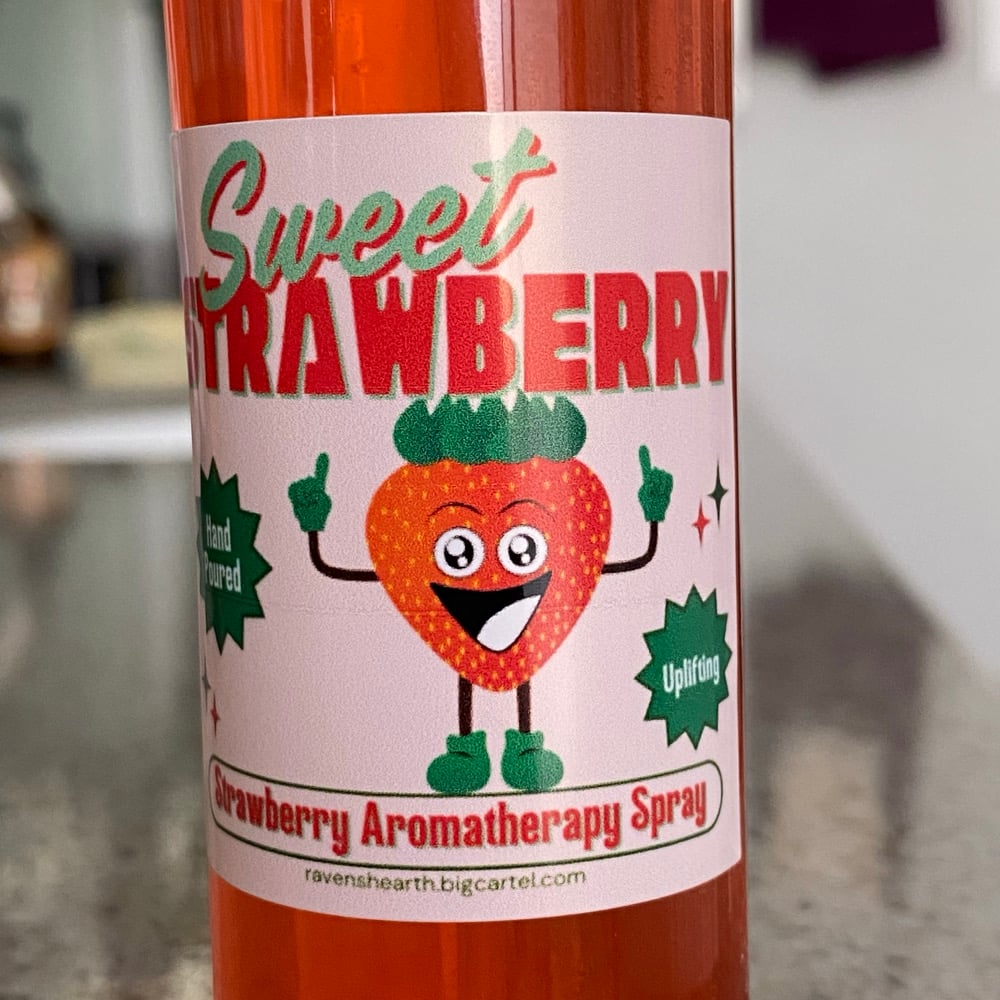 Sweet
STRAWBERRY
Hand
Poured
Uplifting
Strawberry Aromatherapy Spray
ravenshearth.bigcartel.com